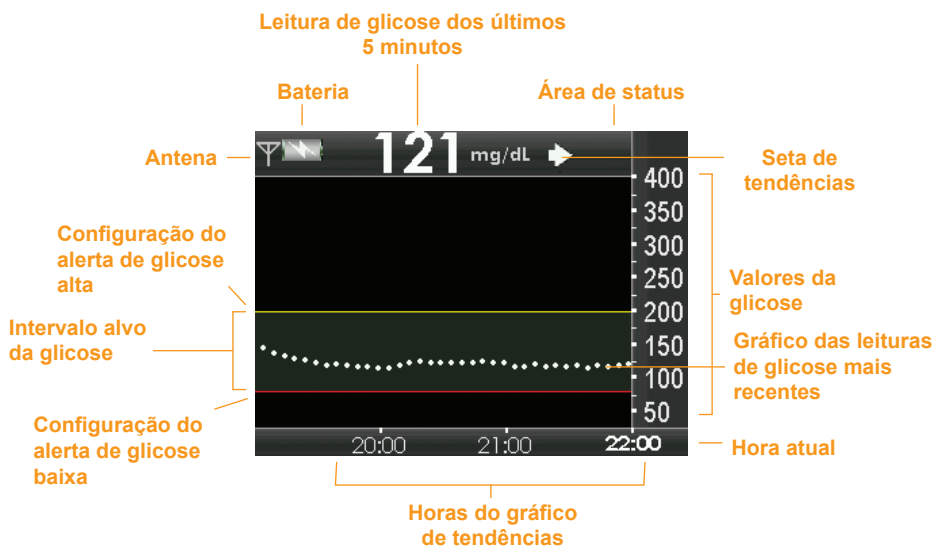 Leitura de glicose dos últimos
5 minutos
Bateria
Área de status
Antena
121 mg/dL
Seta de
tendências
400
350
300
250
200
150
100
50
Configuração do
alerta de glicose
alta
Valores da
glicose
Intervalo alvo
da glicose
Gráfico das leituras
de glicose mais
recentes
Configuração do
alerta de glicose
baixa
20:00 21:00 22:00
Hora atual
Horas do gráfico
de tendências